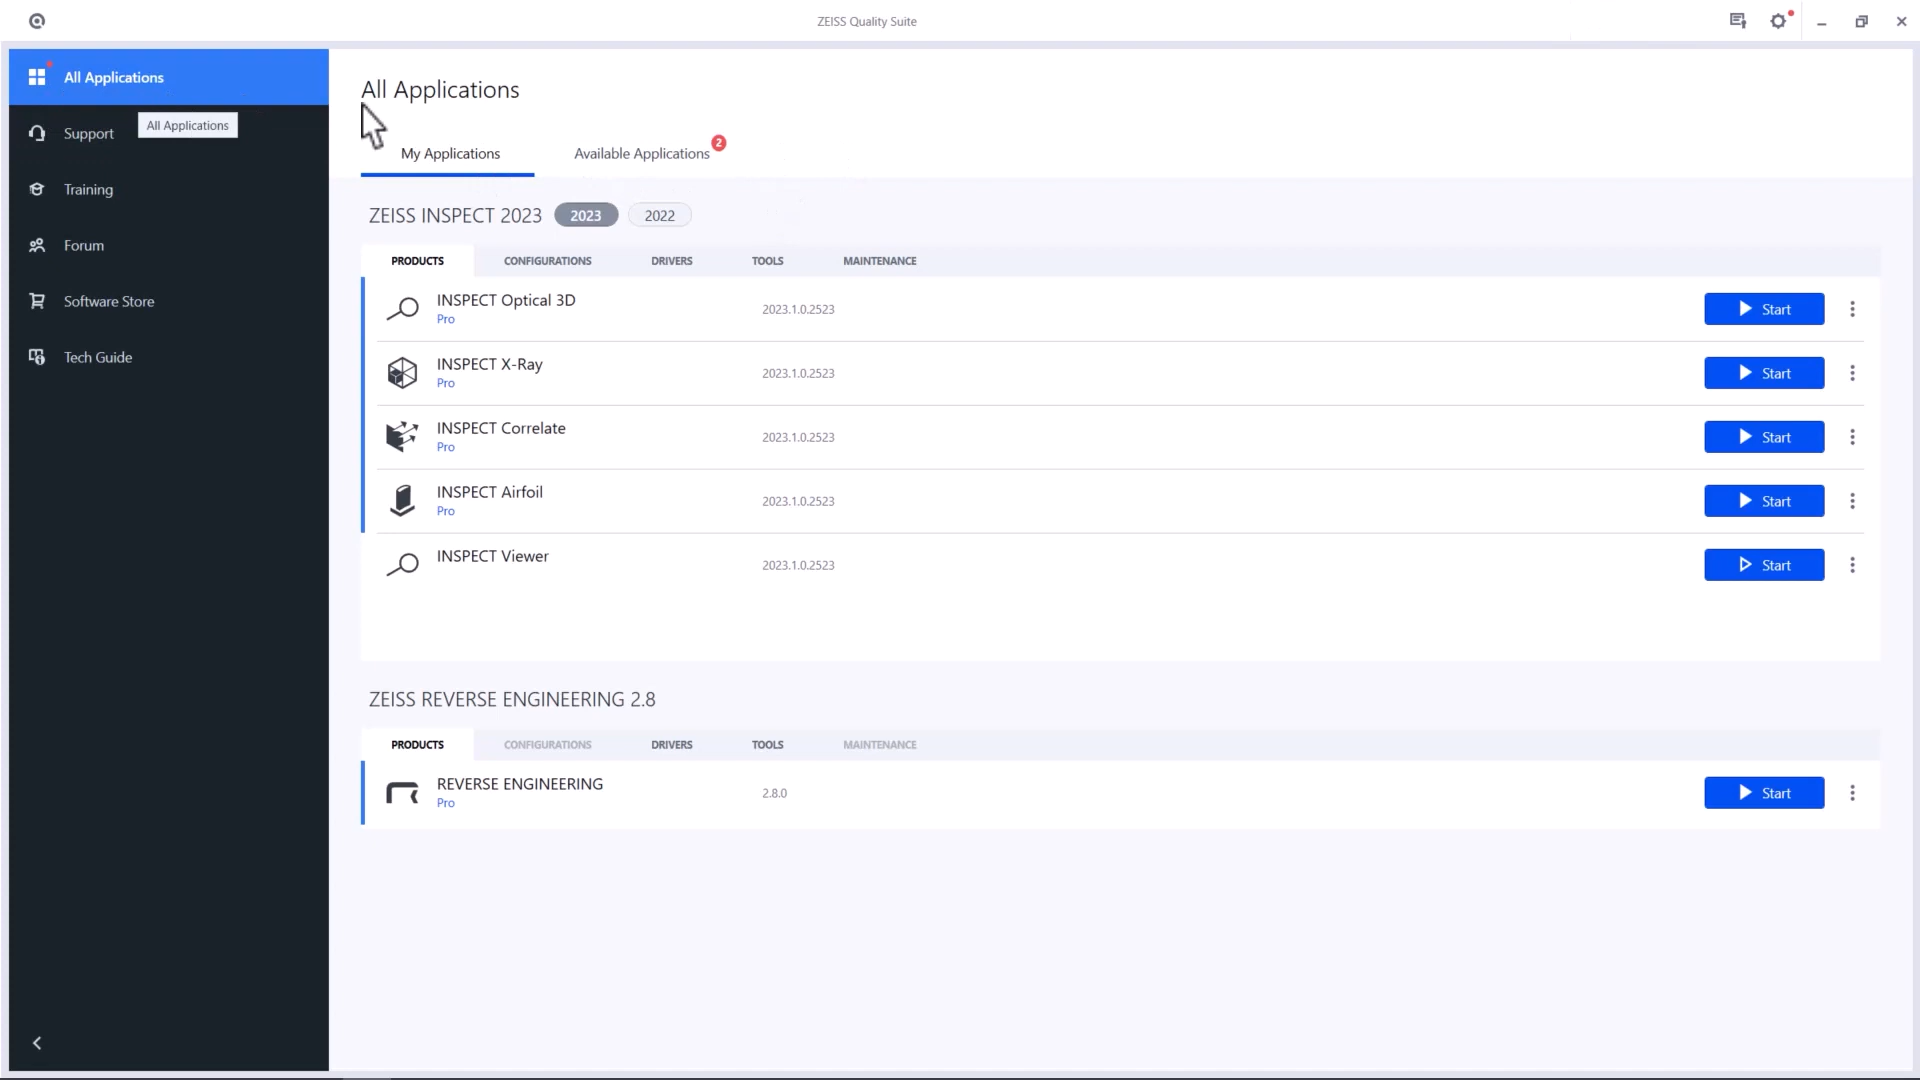 ZEISS Quality Suite
All Applications
Support
All Applications
Training
Forum
Software Store
Tech Guide
All Applications
My Applications
Available Applications 2
ZEISS INSPECT 2023 2023 2022
PRODUCTS CONFIGURATIONS DRIVERS TOOLS MAINTENANCE
INSPECT Optical 3D
Pro
2023.1.0.2523
Start
INSPECT X-Ray
Pro
2023.1.0.2523
Start
INSPECT Correlate
Pro
2023.1.0.2523
Start
INSPECT Airfoil
Pro
2023.1.0.2523
Start
INSPECT Viewer
2023.1.0.2523
Start
ZEISS REVERSE ENGINEERING 2.8
PRODUCTS CONFIGURATIONS DRIVERS TOOLS MAINTENANCE
REVERSE ENGINEERING
Pro
2.8.0
Start